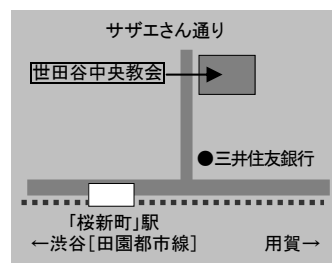 サザエさん通り
世田谷中央教会
●三井住友銀行
「桜新町」駅
←渋谷[田園都市線] 用賀→